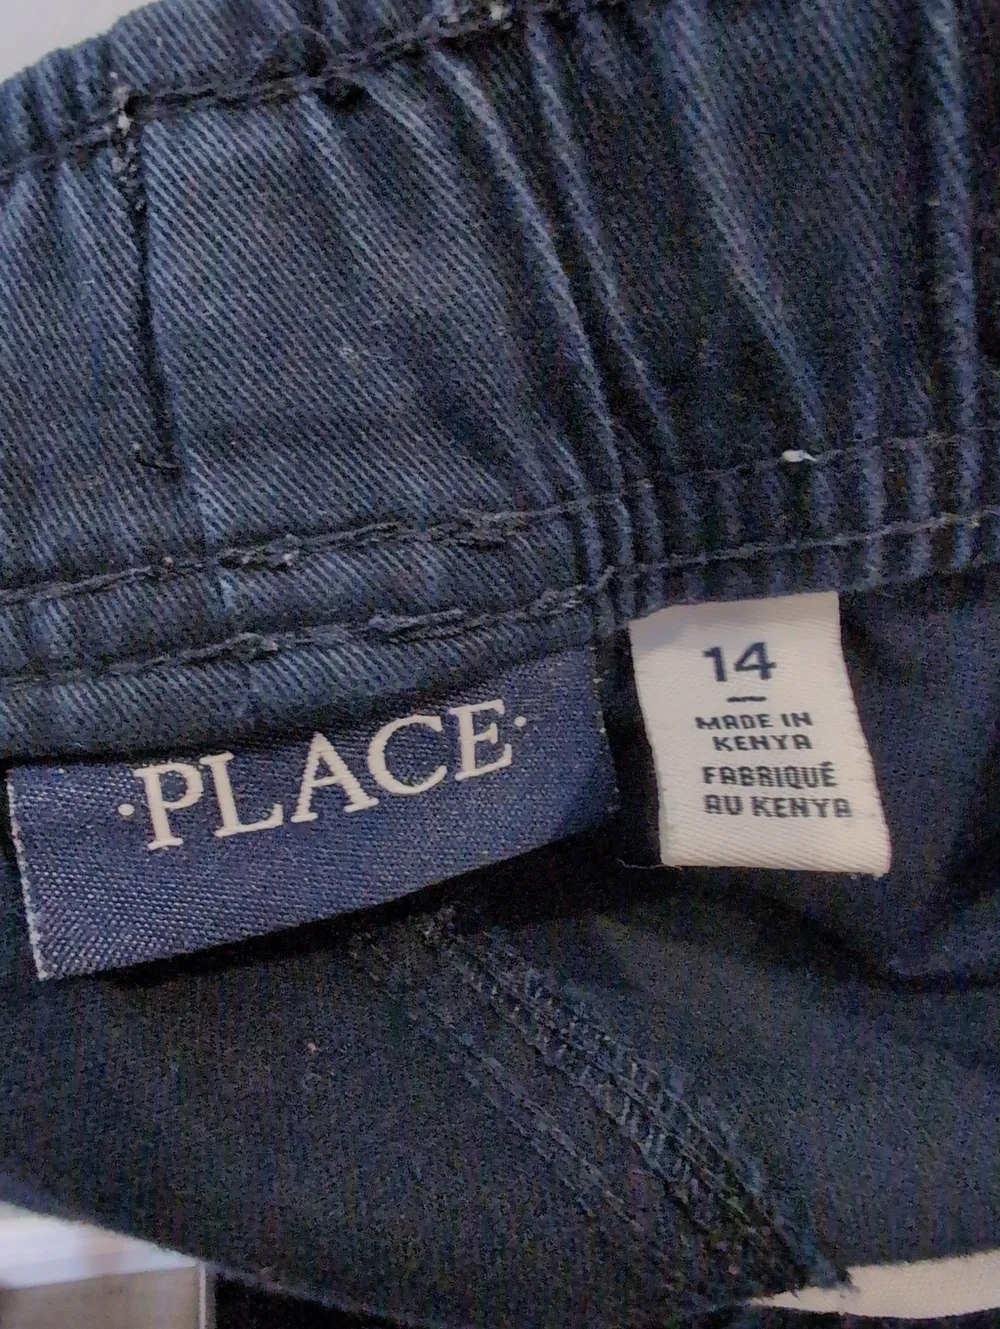 ·PLACE·
14
MADE IN
KENYA
FABRIQUÉ
AU KENYA